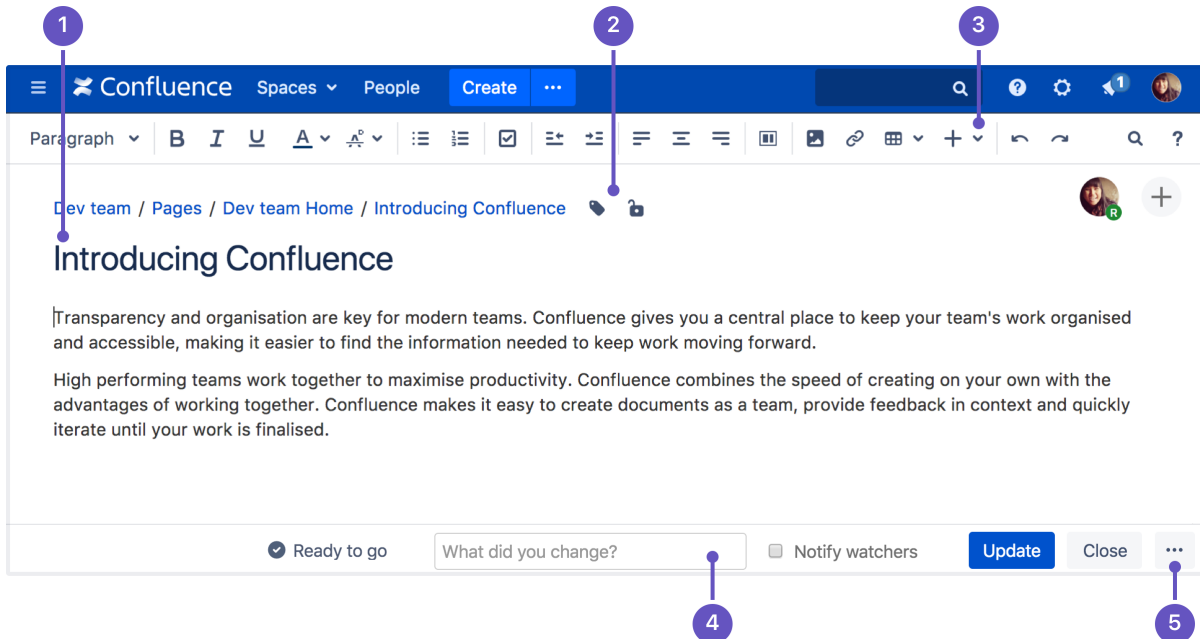 1 2 3
Confluence Spaces People Create ... 1
Paragraph B I U A
Dev team / Pages / Dev team Home / Introducing Confluence
R
Introducing Confluence
Transparency and organisation are key for modern teams. Confluence gives you a central place to keep your team's work organised
and accessible, making it easier to find the information needed to keep work moving forward.
High performing teams work together to maximise productivity. Confluence combines the speed of creating on your own with the
advantages of working together. Confluence makes it easy to create documents as a team, provide feedback in context and quickly
iterate until your work is finalised.
Ready to go What did you change? Notify watchers Update Close ...
4 5